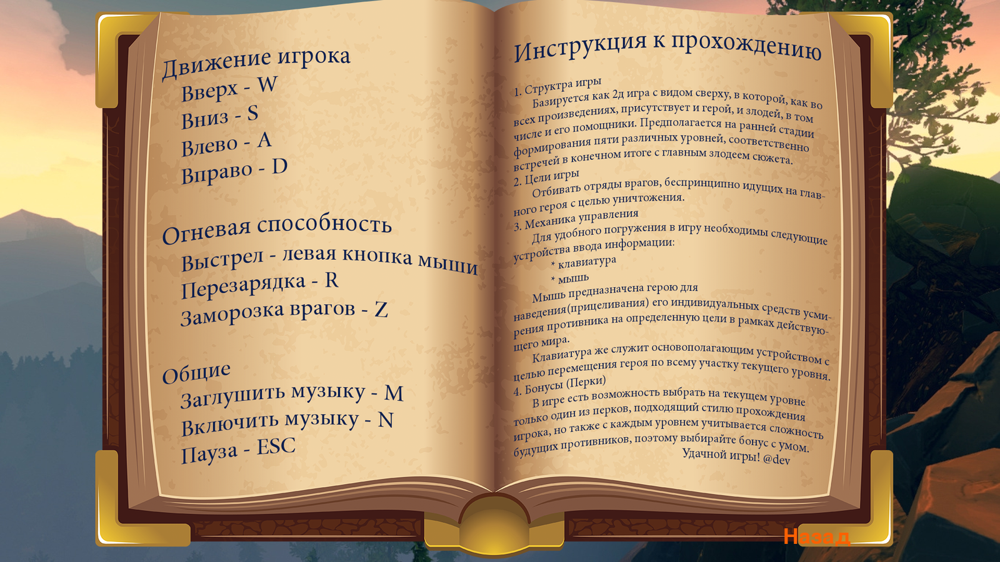 Движение игрока
Вверх - W
Вниз - S
Влево - A
Вправо - D
Огневая способность
Выстрел - левая кнопка мыши
Перезарядка - R
Заморозка врагов - Z
Общие
Заглушить музыку - M
Включить музыку - N
Пауза - ESC
Инструкция к прохождению
1. Структра игры
Базируется как 2д игра с видом сверху, в которой, как во
всех произведениях, присутствует и герой, и злодей, в том
числе и его помощники. Предполагается на ранней стадии
формирования пяти различных уровней, соответственно
встречей в конечном итоге с главным злодеем сюжета.
2. Цели игры
Отбивать отряды врагов, беспринципно идущих на глав-
ного героя с целью уничтожения.
3. Механика управления
Для удобного погружения в игру необходимы следующие
устройства ввода информации:
* клавиатура
* мышь
Мышь предназначена герою для
наведения(прицеливания) его индивидуальных средств усми-
рения противника на определенную цели в рамках действую-
щего мира.
Клавиатура же служит основополагающим устройством с
целью перемещения героя по всему участку текущего уровня.
4. Бонусы (Перки)
В игре есть возможность выбрать на текущем уровне
только один из перков, подходящий стилю прохождения
игрока, но также с каждым уровнем учитывается сложность
будущих противников, поэтому выбирайте бонус с умом.
Удачной игры! @dev
Назад